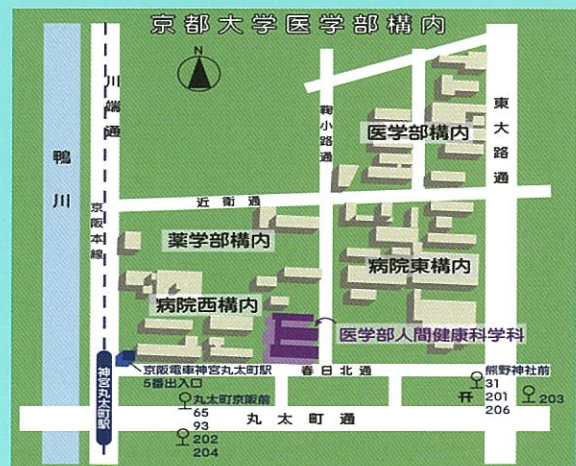 京都大学医学部構内
N
川端通
鴨川
京阪本線
鞠小路通
東大路通
医学部構内
近衛通
薬学部構内
病院東構内
病院西構内
医学部人間健康科学科
京阪電車神宮丸太町駅
5番出入口
神宮丸太町駅
春日北通
熊野神社前
31
201
206
203
丸太町京阪前
65
93
202
204
丸太町通